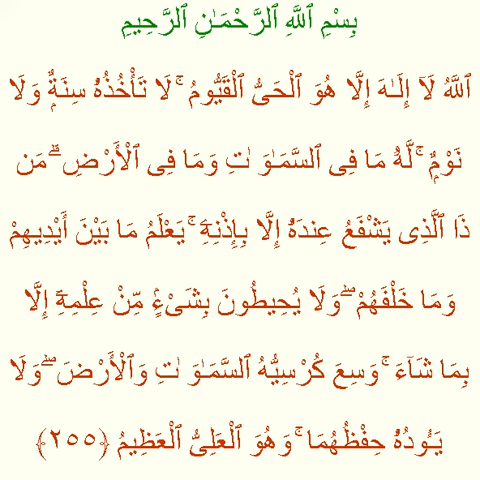 بِسْمِ ٱللَّهِ ٱلرَّحْمَـٰنِ ٱلرَّحِيمِ
ٱللَّهُ لَآ إِلَـٰهَ إِلَّا هُوَ ٱلْحَىُّ ٱلْقَيُّومُ ۚ لَا تَأْخُذُهُۥ سِنَةٌۭ وَلَا
نَوْمٌۭ ۚ لَّهُۥ مَا فِى ٱلسَّمَـٰوَٰتِ وَمَا فِى ٱلْأَرْضِ ۗ مَن
ذَا ٱلَّذِى يَشْفَعُ عِندَهُۥٓ إِلَّا بِإِذْنِهِۦ ۚ يَعْلَمُ مَا بَيْنَ أَيْدِيهِمْ
وَمَا خَلْفَهُمْ ۖ وَلَا يُحِيطُونَ بِشَىْءٍۢ مِّنْ عِلْمِهِۦٓ إِلَّا
بِمَا شَآءَ ۚ وَسِعَ كُرْسِيُّهُ ٱلسَّمَـٰوَٰتِ وَٱلْأَرْضَ ۖ وَلَا
يَـُٔودُهُۥ حِفْظُهُمَا ۚ وَهُوَ ٱلْعَلِىُّ ٱلْعَظِيمُ ﴿٢٥٥﴾